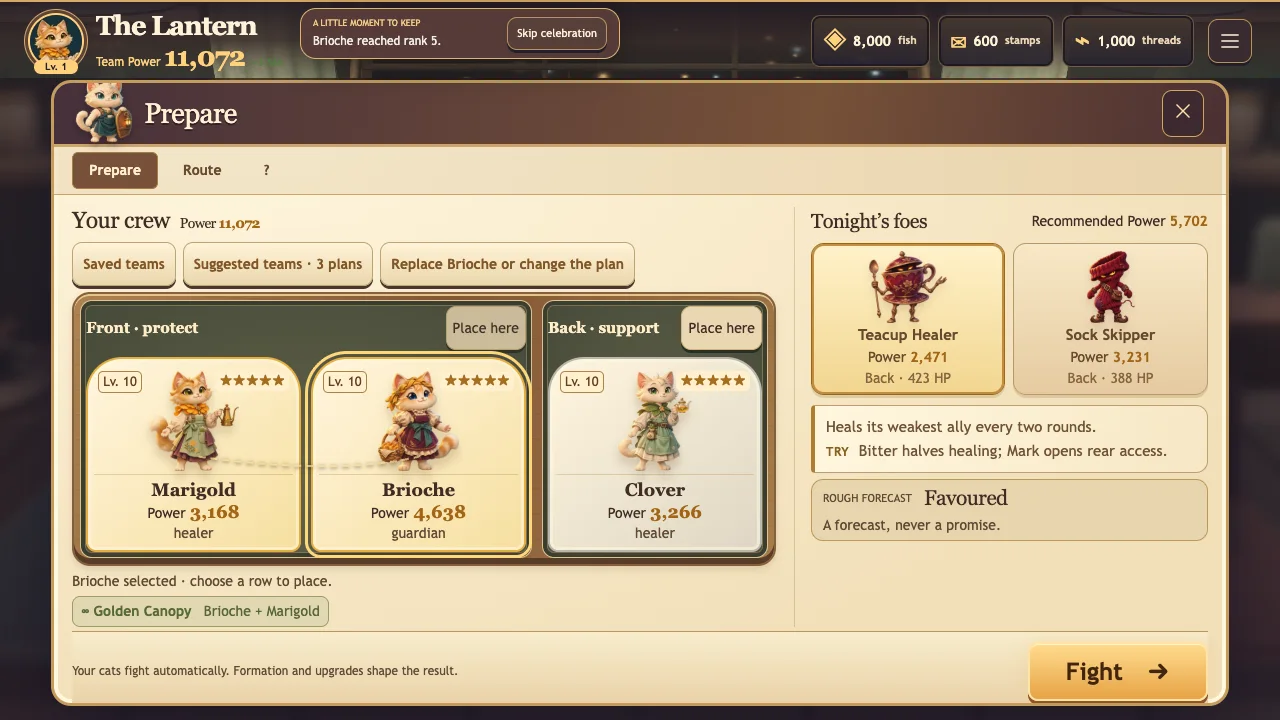 The Lantern
Lv. 1
Team Power 11,072
A LITTLE MOMENT TO KEEP
Brioche reached rank 5.
Skip celebration
8,000 fish
600 stamps
1,000 threads
Prepare
Prepare
Route
?
Your crew Power 11,072
Saved teams
Suggested teams · 3 plans
Replace Brioche or change the plan
Front · protect
Place here
Back · support
Place here
Lv. 10
Marigold
Power 3,168
healer
Lv. 10
Brioche
Power 4,638
guardian
Lv. 10
Clover
Power 3,266
healer
Brioche selected · choose a row to place.
∞ Golden Canopy Brioche + Marigold
Tonight's foes
Recommended Power 5,702
Teacup Healer
Power 2,471
Back · 423 HP
Sock Skipper
Power 3,231
Back · 388 HP
Heals its weakest ally every two rounds.
TRY Bitter halves healing; Mark opens rear access.
ROUGH FORECAST Favoured
A forecast, never a promise.
Your cats fight automatically. Formation and upgrades shape the result.
Fight →